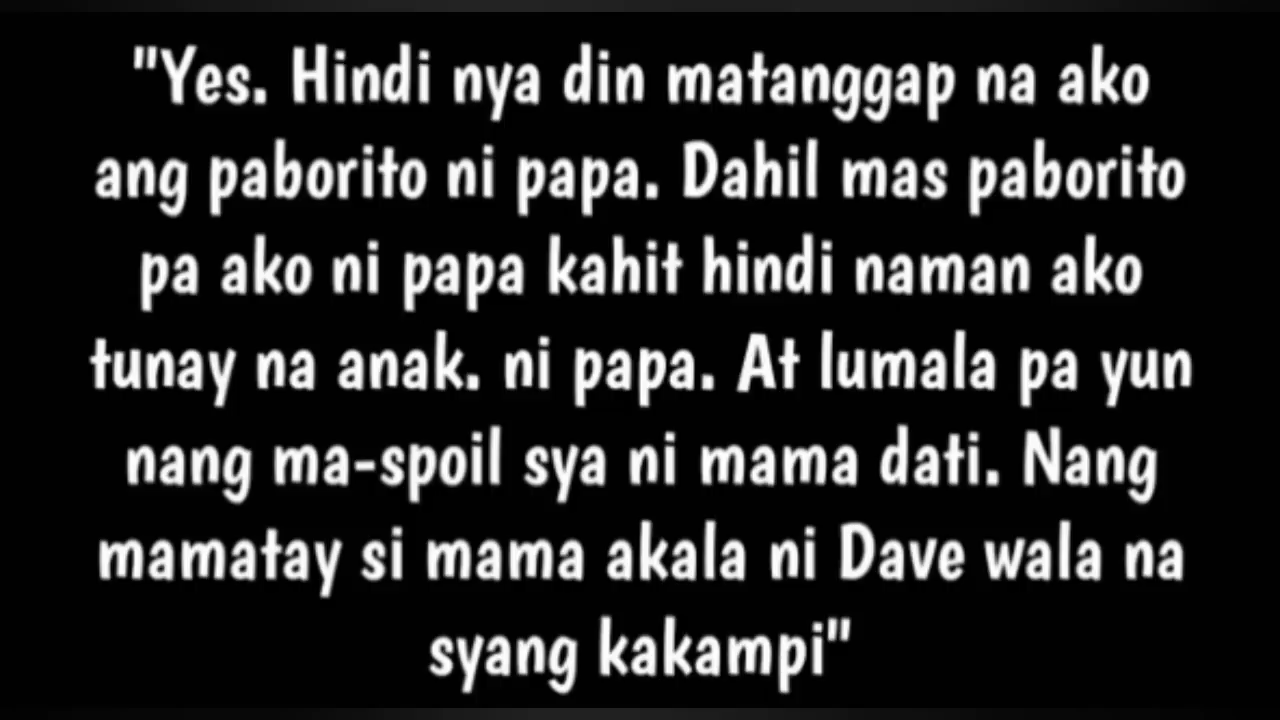 "Yes. Hindi nya din matanggap na ako
ang paborito ni papa. Dahil mas paborito
pa ako ni papa kahit hindi naman ako
tunay na anak. ni papa. At lumala pa yun
nang ma-spoil sya ni mama dati. Nang
mamatay si mama akala ni Dave wala na
syang kakampi"